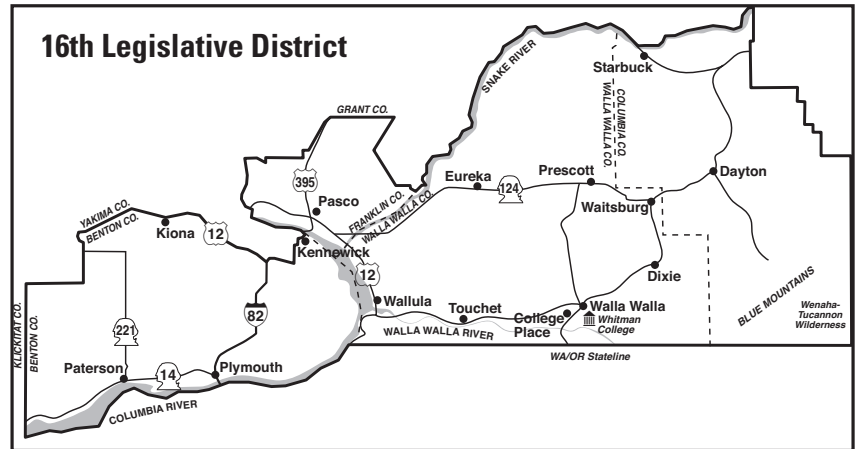 16th Legislative District
SNAKE RIVER
Starbuck
COLUMBIA CO.
WALLA WALLA CO.
GRANT CO.
395
Pasco
Eureka
124
Prescott
Dayton
Waitsburg
YAKIMA CO.
BENTON CO.
Kiona
12
FRANKLIN CO.
WALLA WALLA CO.
Kennewick
12
Dixie
BLUE MOUNTAINS
Wenaha-
Tucannon
Wilderness
KLICKITAT CO.
BENTON CO.
221
82
Wallula
Touchet
College
Place
Walla Walla
Whitman
College
WALLA WALLA RIVER
WA/OR Stateline
Paterson
14
Plymouth
COLUMBIA RIVER